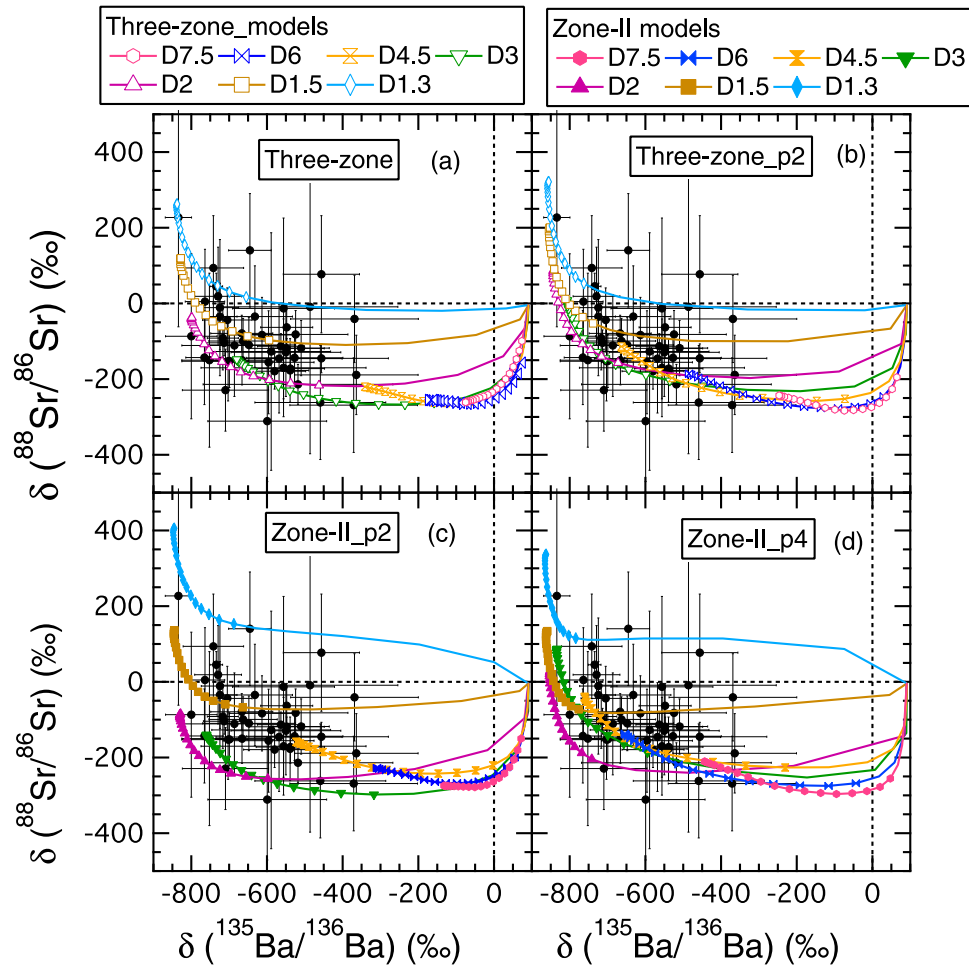 Three-zone_models
D7.5 D6 D4.5 D3
D2 D1.5 D1.3
Zone-II models
D7.5 D6 D4.5 D3
D2 D1.5 D1.3
400
200
0
-200
-400
δ (⁸⁸Sr/⁸⁶Sr) (‰)
Three-zone (a)
Three-zone_p2 (b)
400
200
0
-200
-400
δ (⁸⁸Sr/⁸⁶Sr) (‰)
Zone-II_p2 (c)
Zone-II_p4 (d)
-800 -600 -400 -200 0
-800 -600 -400 -200 0
δ (¹³⁵Ba/¹³⁶Ba) (‰)
δ (¹³⁵Ba/¹³⁶Ba) (‰)